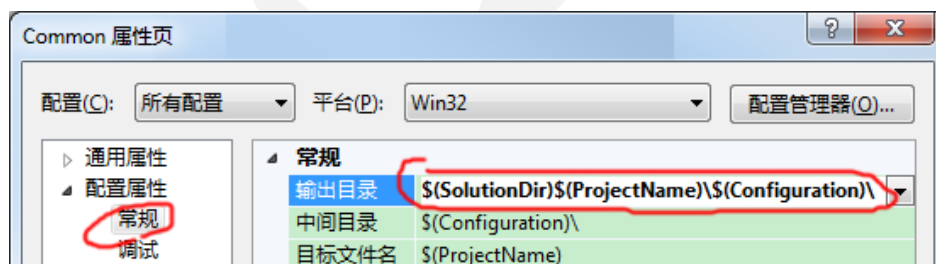 Common 属性页
配置(C): 所有配置 平台(P): Win32 配置管理器(O)...
通用属性
配置属性
常规
调试
常规
输出目录 $(SolutionDir)$(ProjectName)\$(Configuration)\
中间目录 $(Configuration)\
目标文件名 $(ProjectName)